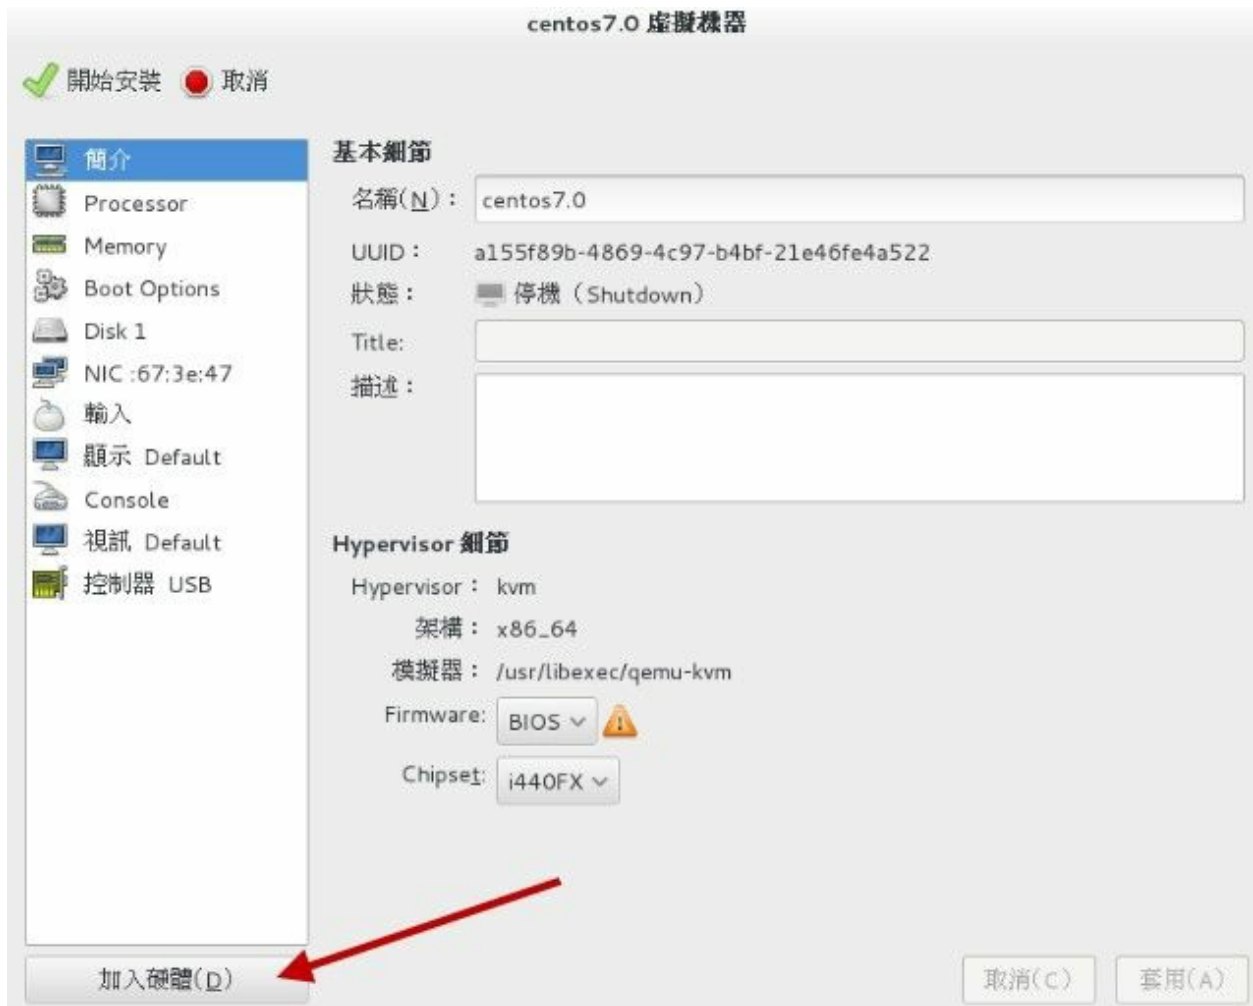 centos7.0 虛擬機器
開始安裝 取消
簡介
Processor
Memory
Boot Options
Disk 1
NIC :67:3e:47
輸入
顯示 Default
Console
視訊 Default
控制器 USB
加入硬體(D)
基本細節
名稱(N)： centos7.0
UUID： a155f89b-4869-4c97-b4bf-21e46fe4a522
狀態： 停機（Shutdown）
Title:
描述：
Hypervisor 細節
Hypervisor： kvm
架構： x86_64
模擬器： /usr/libexec/qemu-kvm
Firmware: BIOS
Chipset: i440FX
取消(C) 套用(A)